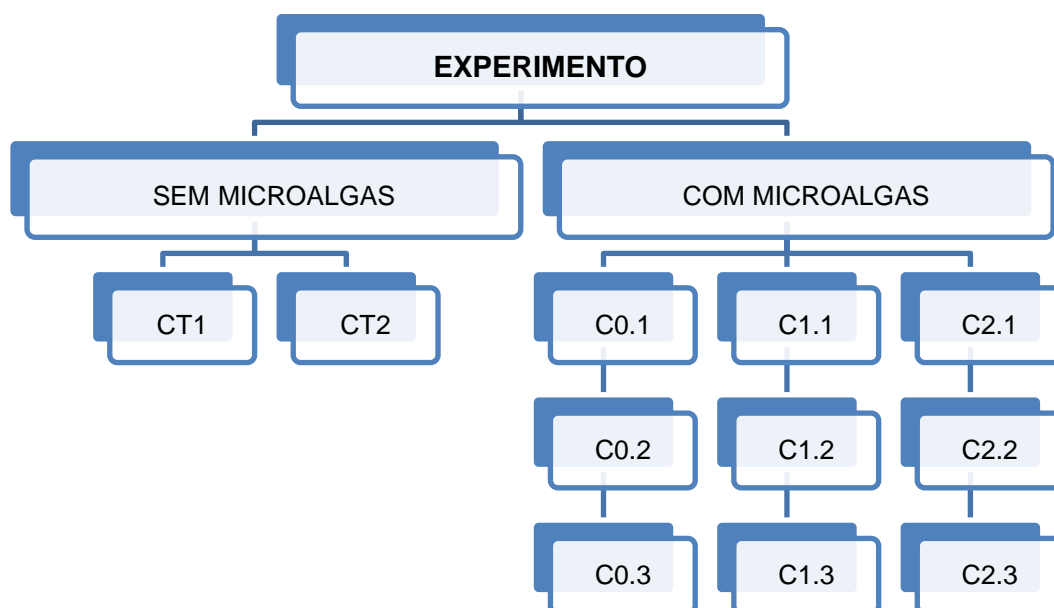 EXPERIMENTO
SEM MICROALGAS
COM MICROALGAS
CT1
CT2
C0.1
C1.1
C2.1
C0.2
C1.2
C2.2
C0.3
C1.3
C2.3